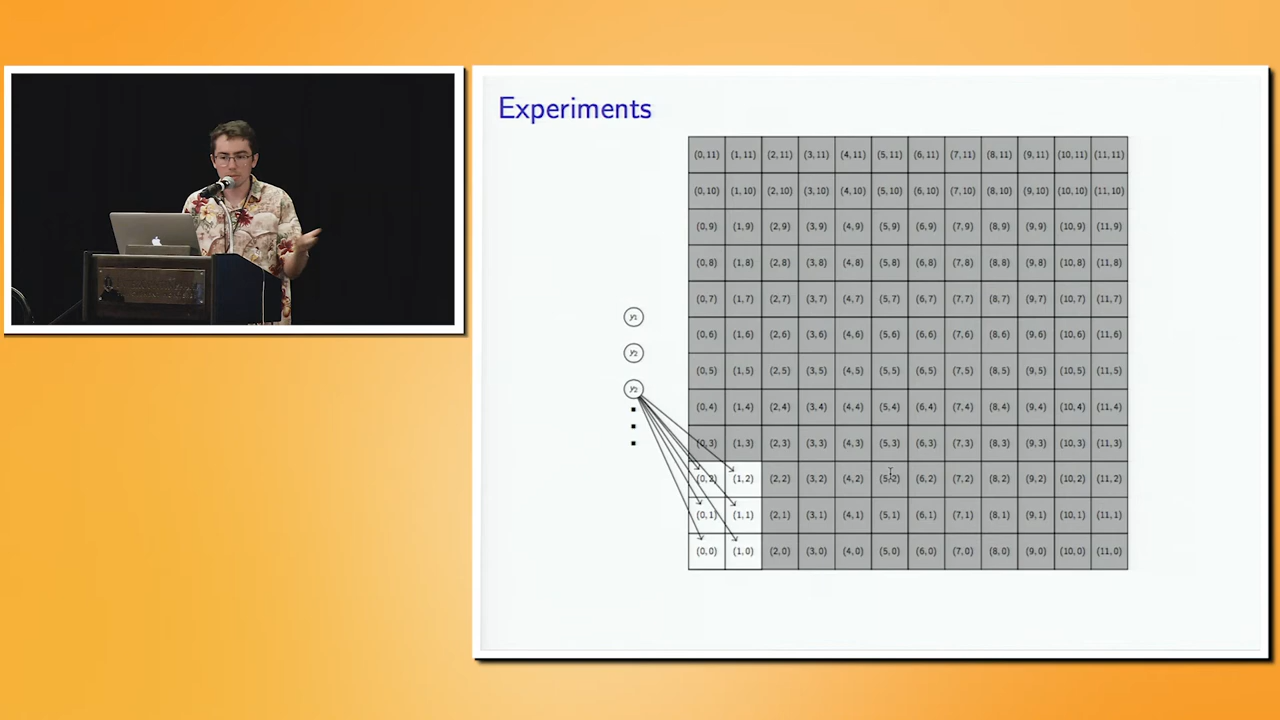 Experiments
(0, 11) (1, 11) (2, 11) (3, 11) (4, 11) (5, 11) (6, 11) (7, 11) (8, 11) (9, 11) (10, 11) (11, 11)
(0, 10) (1, 10) (2, 10) (3, 10) (4, 10) (5, 10) (6, 10) (7, 10) (8, 10) (9, 10) (10, 10) (11, 10)
(0, 9) (1, 9) (2, 9) (3, 9) (4, 9) (5, 9) (6, 9) (7, 9) (8, 9) (9, 9) (10, 9) (11, 9)
(0, 8) (1, 8) (2, 8) (3, 8) (4, 8) (5, 8) (6, 8) (7, 8) (8, 8) (9, 8) (10, 8) (11, 8)
(0, 7) (1, 7) (2, 7) (3, 7) (4, 7) (5, 7) (6, 7) (7, 7) (8, 7) (9, 7) (10, 7) (11, 7)
y₁
(0, 6) (1, 6) (2, 6) (3, 6) (4, 6) (5, 6) (6, 6) (7, 6) (8, 6) (9, 6) (10, 6) (11, 6)
y₂
(0, 5) (1, 5) (2, 5) (3, 5) (4, 5) (5, 5) (6, 5) (7, 5) (8, 5) (9, 5) (10, 5) (11, 5)
y₂
(0, 4) (1, 4) (2, 4) (3, 4) (4, 4) (5, 4) (6, 4) (7, 4) (8, 4) (9, 4) (10, 4) (11, 4)
(0, 3) (1, 3) (2, 3) (3, 3) (4, 3) (5, 3) (6, 3) (7, 3) (8, 3) (9, 3) (10, 3) (11, 3)
(0, 2) (1, 2) (2, 2) (3, 2) (4, 2) (5, 2) (6, 2) (7, 2) (8, 2) (9, 2) (10, 2) (11, 2)
(0, 1) (1, 1) (2, 1) (3, 1) (4, 1) (5, 1) (6, 1) (7, 1) (8, 1) (9, 1) (10, 1) (11, 1)
(0, 0) (1, 0) (2, 0) (3, 0) (4, 0) (5, 0) (6, 0) (7, 0) (8, 0) (9, 0) (10, 0) (11, 0)